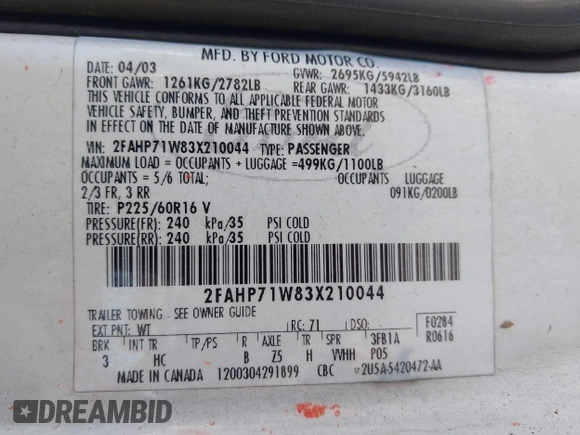 MFD. BY FORD MOTOR CO.
DATE: 04/03 GVWR: 2695KG/5942LB
FRONT GAWR: 1261KG/2782LB REAR GAWR: 1433KG/3160LB
THIS VEHICLE CONFORMS TO ALL APPLICABLE FEDERAL MOTOR
VEHICLE SAFETY, BUMPER, AND THEFT PREVENTION STANDARDS
IN EFFECT ON THE DATE OF MANUFACTURE SHOWN ABOVE.
VIN: 2FAHP71W83X210044 TYPE: PASSENGER
MAXIMUM LOAD = OCCUPANTS + LUGGAGE =499KG/1100LB
OCCUPANTS = 5/6 TOTAL; OCCUPANTS LUGGAGE
2/3 FR, 3 RR 091KG/0200LB
TIRE: P225/60R16 V
PRESSURE(FR): 240 kPa/35 PSI COLD
PRESSURE(RR): 240 kPa/35 PSI COLD
2FAHP71W83X210044
TRAILER TOWING - SEE OWNER GUIDE
EXT PNT: WT RC: 71 DSO: F0284
BRK INT TR TP/PS R AXLE TR SPR 3FB1A R0616
3 HC B Z5 H VVHH P05
MADE IN CANADA 1200304291899 CBC 2U5A-5420472-AA
DREAMBID